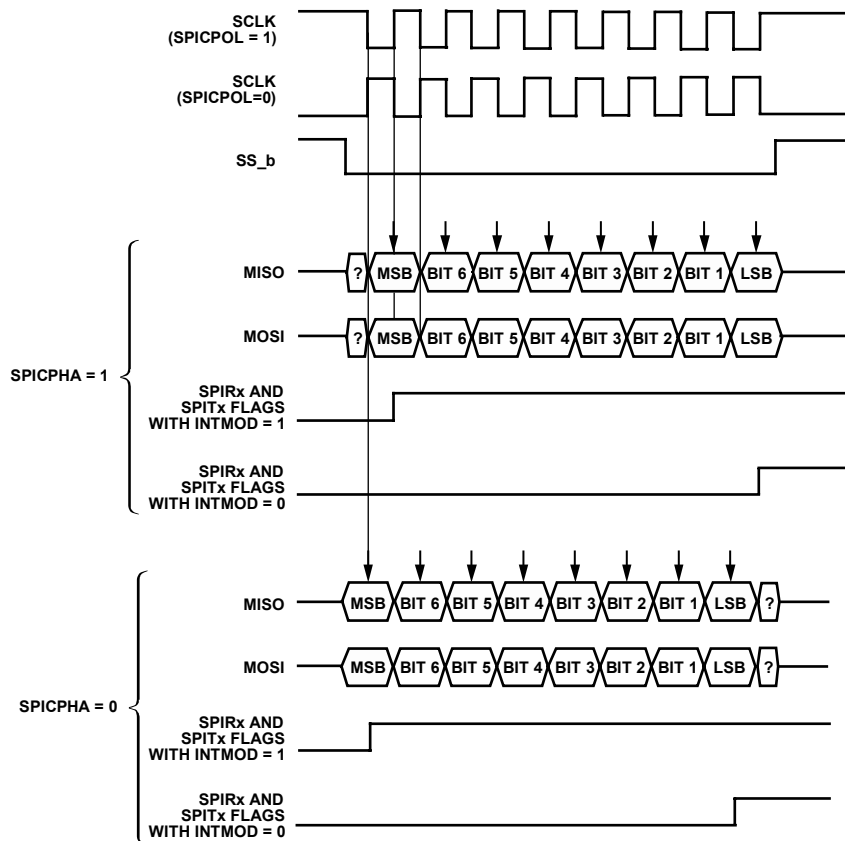 SCLK
(SPICPOL = 1)
SCLK
(SPICPOL=0)
SS_b
SPICPHA = 1
MISO
? MSB BIT 6 BIT 5 BIT 4 BIT 3 BIT 2 BIT 1 LSB
MOSI
? MSB BIT 6 BIT 5 BIT 4 BIT 3 BIT 2 BIT 1 LSB
SPIRx AND
SPITx FLAGS
WITH INTMOD = 1
SPIRx AND
SPITx FLAGS
WITH INTMOD = 0
SPICPHA = 0
MISO
MSB BIT 6 BIT 5 BIT 4 BIT 3 BIT 2 BIT 1 LSB ?
MOSI
MSB BIT 6 BIT 5 BIT 4 BIT 3 BIT 2 BIT 1 LSB ?
SPIRx AND
SPITx FLAGS
WITH INTMOD = 1
SPIRx AND
SPITx FLAGS
WITH INTMOD = 0